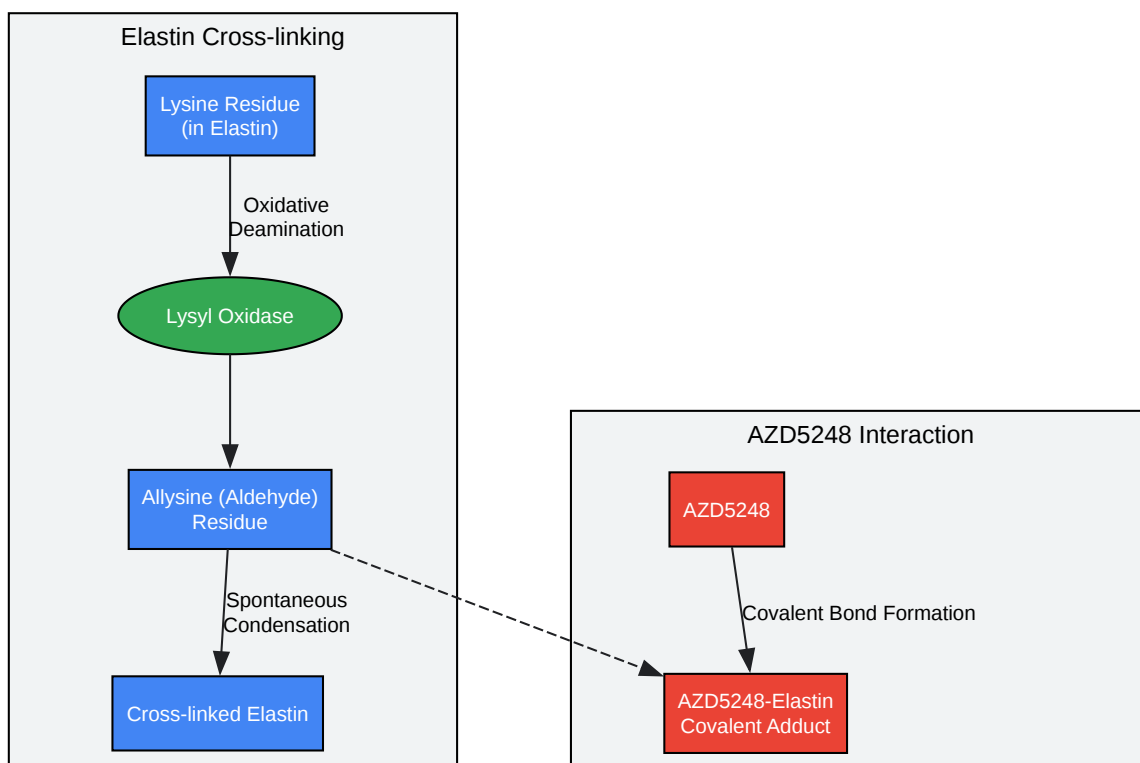 Elastin Cross-linking
Lysine Residue
(in Elastin)
Oxidative
Deamination
Lysyl Oxidase
Allysine (Aldehyde)
Residue
Spontaneous
Condensation
Cross-linked Elastin
AZD5248 Interaction
AZD5248
Covalent Bond Formation
AZD5248-Elastin
Covalent Adduct